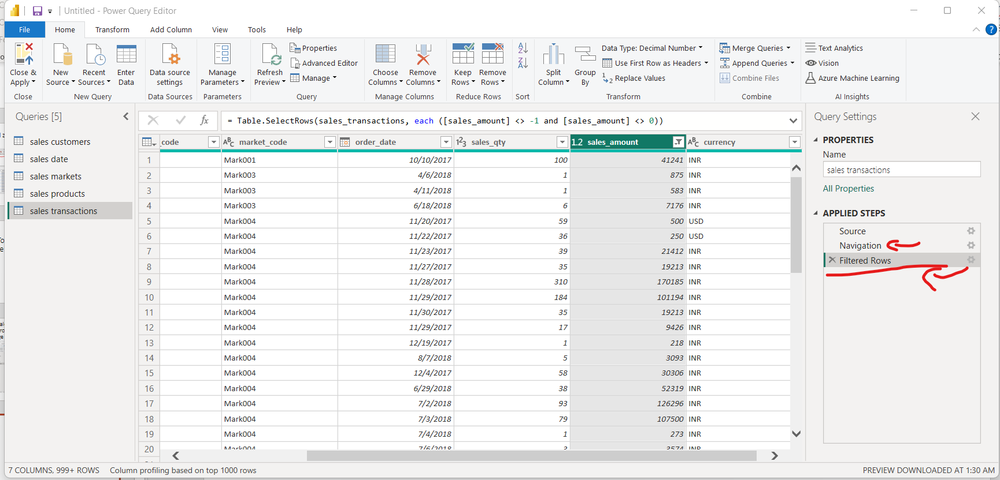 Untitled - Power Query Editor
File Home Transform Add Column View Tools Help
Close & Apply
Close
New Source
Recent Sources
Enter Data
New Query
Data source settings
Data Sources
Manage Parameters
Parameters
Refresh Preview
Properties
Advanced Editor
Manage
Query
Choose Columns
Remove Columns
Manage Columns
Keep Rows
Remove Rows
Reduce Rows
Sort
Split Column
Group By
Data Type: Decimal Number
Use First Row as Headers
Replace Values
Transform
Merge Queries
Append Queries
Combine Files
Combine
Text Analytics
Vision
Azure Machine Learning
AI Insights
Queries [5]
sales customers
sales date
sales markets
sales products
sales transactions
= Table.SelectRows(sales_transactions, each ([sales_amount] <> -1 and [sales_amount] <> 0))
_code ABC market_code order_date 123 sales_qty 1.2 sales_amount ABC currency
1 Mark001 10/10/2017 100 41241 INR
2 Mark003 4/6/2018 1 875 INR
3 Mark003 4/11/2018 1 583 INR
4 Mark003 6/18/2018 6 7176 INR
5 Mark004 11/20/2017 59 500 USD
6 Mark004 11/22/2017 36 250 USD
7 Mark004 11/23/2017 39 21412 INR
8 Mark004 11/27/2017 35 19213 INR
9 Mark004 11/28/2017 310 170185 INR
10 Mark004 11/29/2017 184 101194 INR
11 Mark004 11/30/2017 35 19213 INR
12 Mark004 11/29/2017 17 9426 INR
13 Mark004 12/19/2017 1 218 INR
14 Mark004 8/7/2018 5 3093 INR
15 Mark004 12/4/2017 58 30306 INR
16 Mark004 6/29/2018 38 52319 INR
17 Mark004 7/2/2018 93 126296 INR
18 Mark004 7/3/2018 79 107500 INR
19 Mark004 7/4/2018 1 273 INR
20 Mark004 7/6/2018 3 3574 INR
Query Settings
PROPERTIES
Name
sales transactions
All Properties
APPLIED STEPS
Source
Navigation
Filtered Rows
7 COLUMNS, 999+ ROWS Column profiling based on top 1000 rows
PREVIEW DOWNLOADED AT 1:30 AM